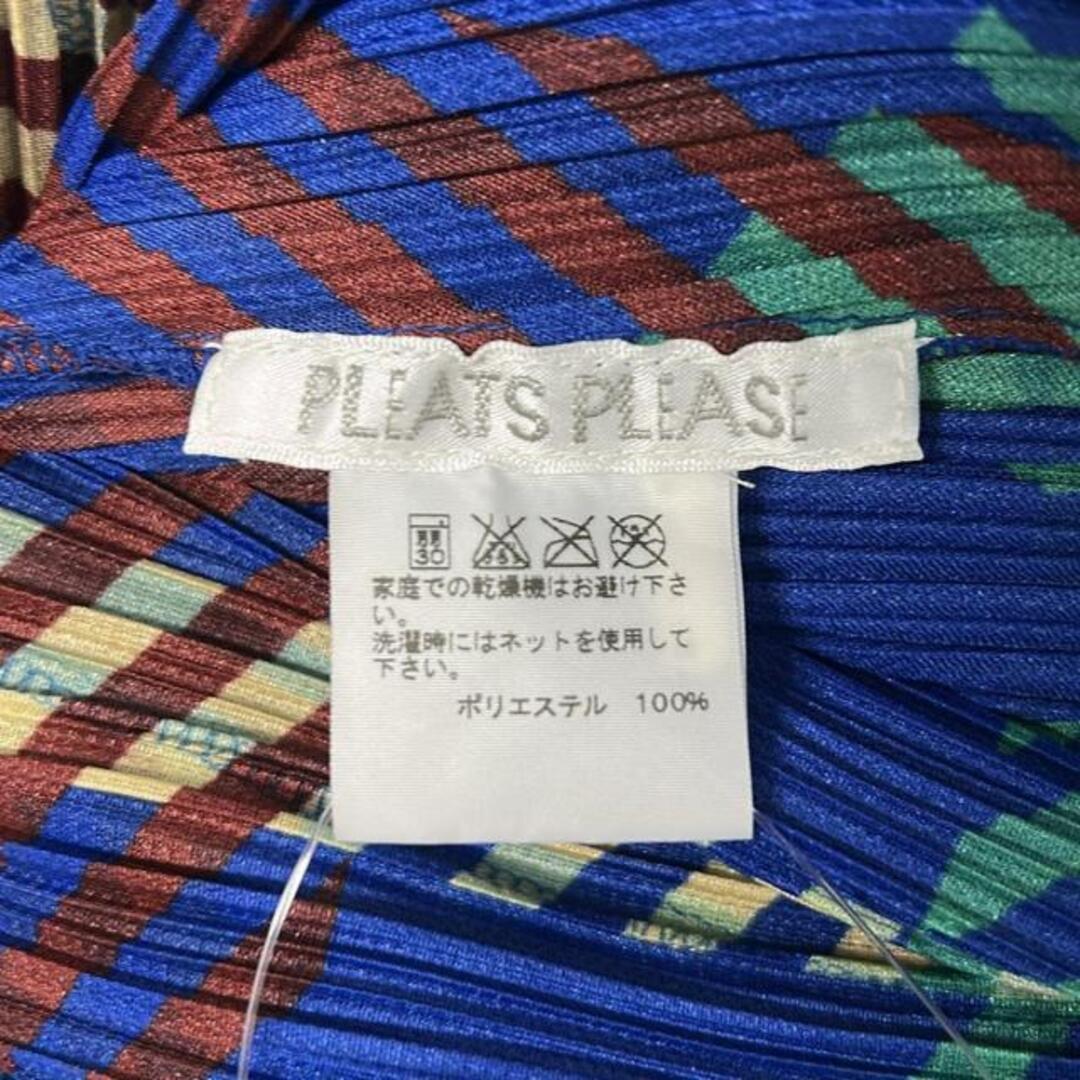 PLEATS PLEASE
30
家庭での乾燥機はお避け下さ
い。
洗濯時にはネットを使用して
下さい。
ポリエステル 100%